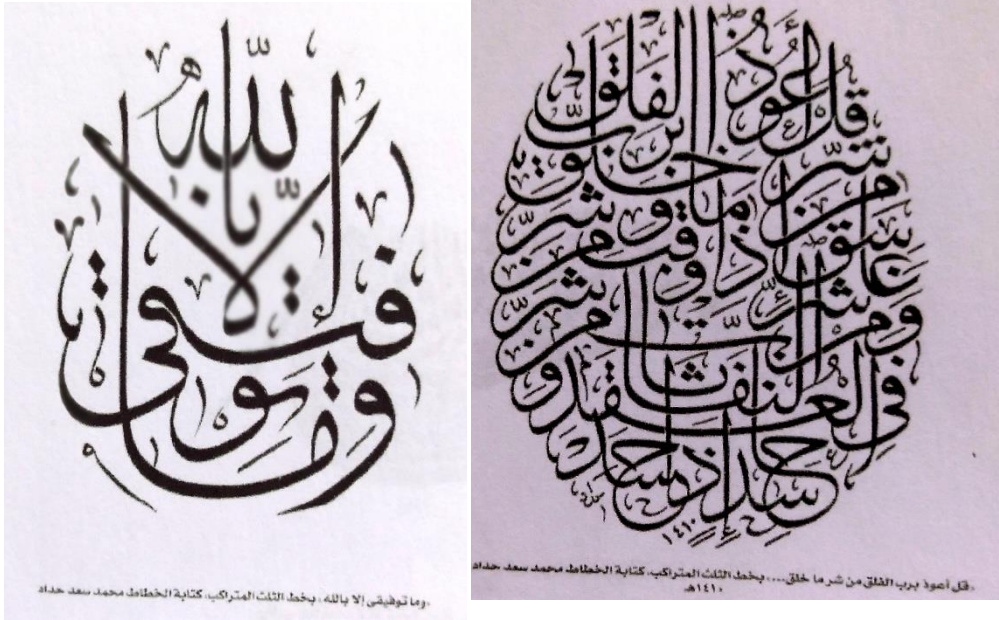 وما توفيقي إلا بالله
«وما توفيقي إلا بالله» بخط الثلث المتراكب، كتابة الخطاط محمد سعد حداد
قل أعوذ برب الفلق
من شر ما خلق
ومن شر غاسق إذا وقب
ومن شر النفاثات في العقد
ومن شر حاسد إذا حسد
١٤١٠
«قل أعوذ برب الفلق من شر ما خلق.... بخط الثلث المتراكب، كتابة الخطاط محمد سعد حداد
١٤١٠هـ